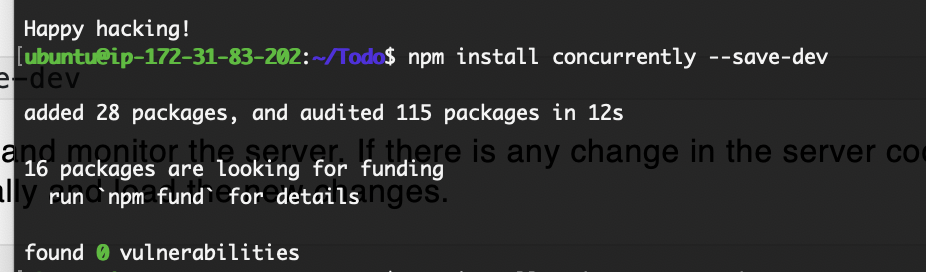 Happy hacking!
[ubuntu@ip-172-31-83-202:~/Todo$ npm install concurrently --save-dev
e-dev
added 28 packages, and audited 115 packages in 12s
and monitor the server. If there is any change in the server co
16 packages are looking for funding
ally and load the new changes.
run `npm fund` for details
found 0 vulnerabilities